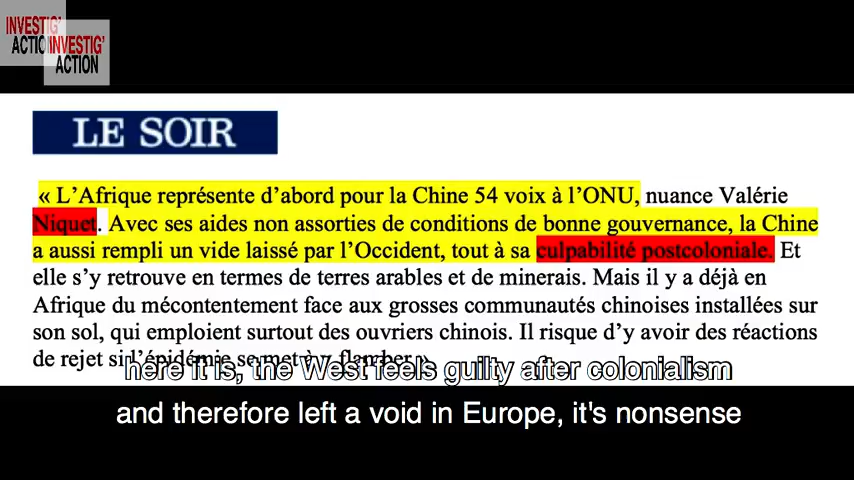 INVESTIG'
ACTION
INVESTIG'
ACTION
LE SOIR
« L’Afrique représente d’abord pour la Chine 54 voix à l’ONU, nuance Valérie
Niquet. Avec ses aides non assorties de conditions de bonne gouvernance, la Chine
a aussi rempli un vide laissé par l’Occident, tout à sa culpabilité postcoloniale. Et
elle s’y retrouve en termes de terres arables et de minerais. Mais il y a déjà en
Afrique du mécontentement face aux grosses communautés chinoises installées sur
son sol, qui emploient surtout des ouvriers chinois. Il risque d’y avoir des réactions
de rejet si l’épidémie se met à y flamber »
here it is, the West feels guilty after colonialism
and therefore left a void in Europe, it's nonsense